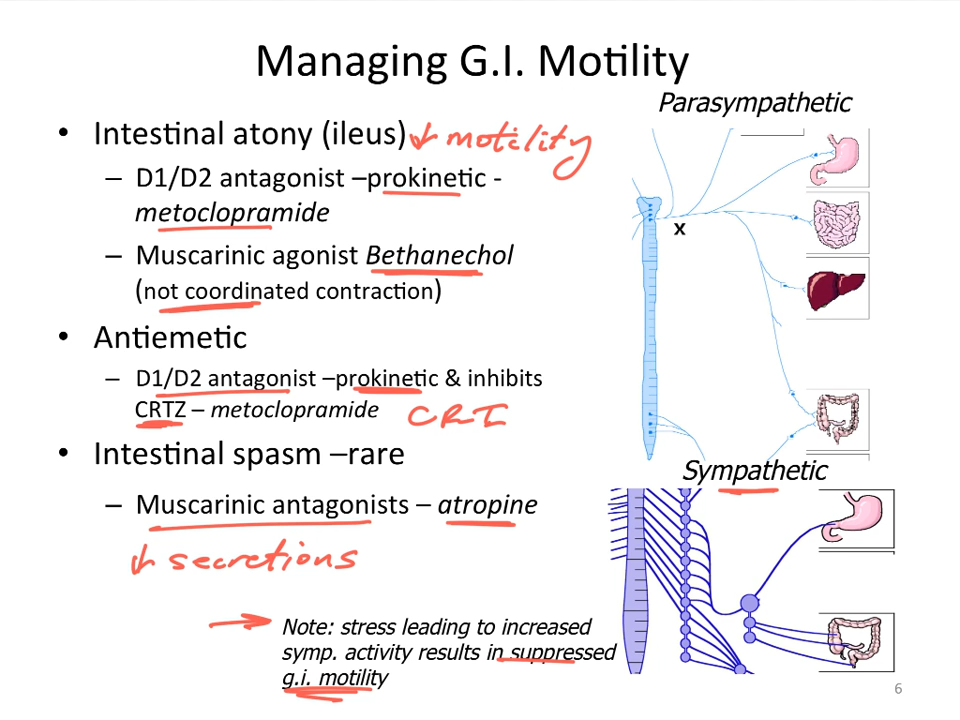 Managing G.I. Motility
• Intestinal atony (ileus) ↓ motility
– D1/D2 antagonist –prokinetic -
metoclopramide
– Muscarinic agonist Bethanechol
(not coordinated contraction)
• Antiemetic
– D1/D2 antagonist –prokinetic & inhibits
CRTZ – metoclopramide CRT
• Intestinal spasm –rare
– Muscarinic antagonists – atropine
↓ secretions
Note: stress leading to increased
symp. activity results in suppressed
g.i. motility
Parasympathetic
x
Sympathetic
6